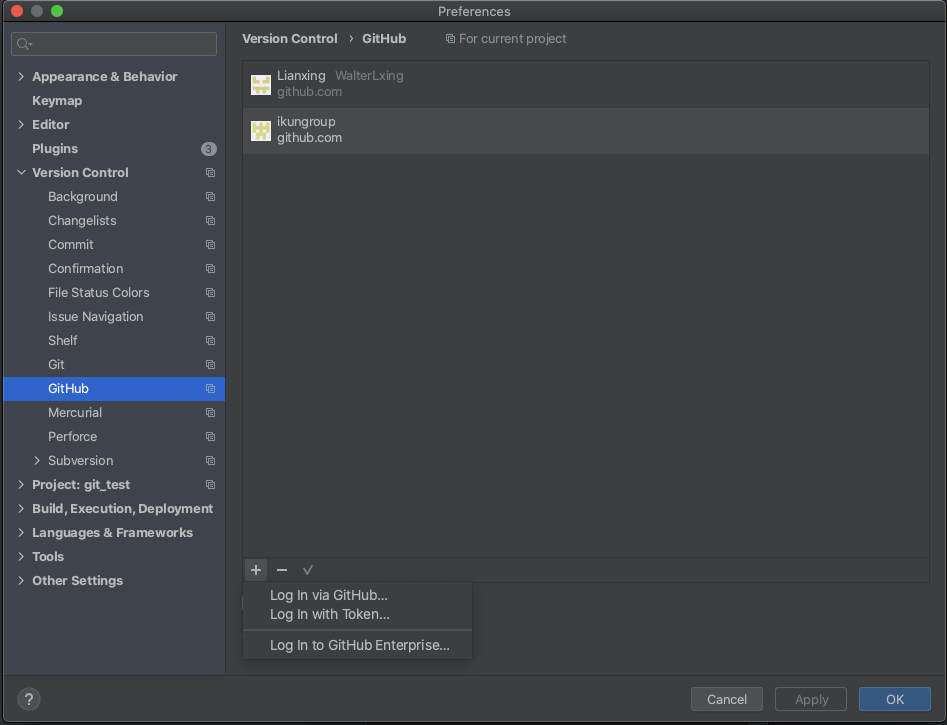 Preferences
Version Control › GitHub For current project
Appearance & Behavior
Keymap
Editor
Plugins 3
Version Control
Background
Changelists
Commit
Confirmation
File Status Colors
Issue Navigation
Shelf
Git
GitHub
Mercurial
Perforce
Subversion
Project: git_test
Build, Execution, Deployment
Languages & Frameworks
Tools
Other Settings
Lianxing WalterLxing
github.com
ikungroup
github.com
Log In via GitHub...
Log In with Token...
Log In to GitHub Enterprise...
? Cancel Apply OK